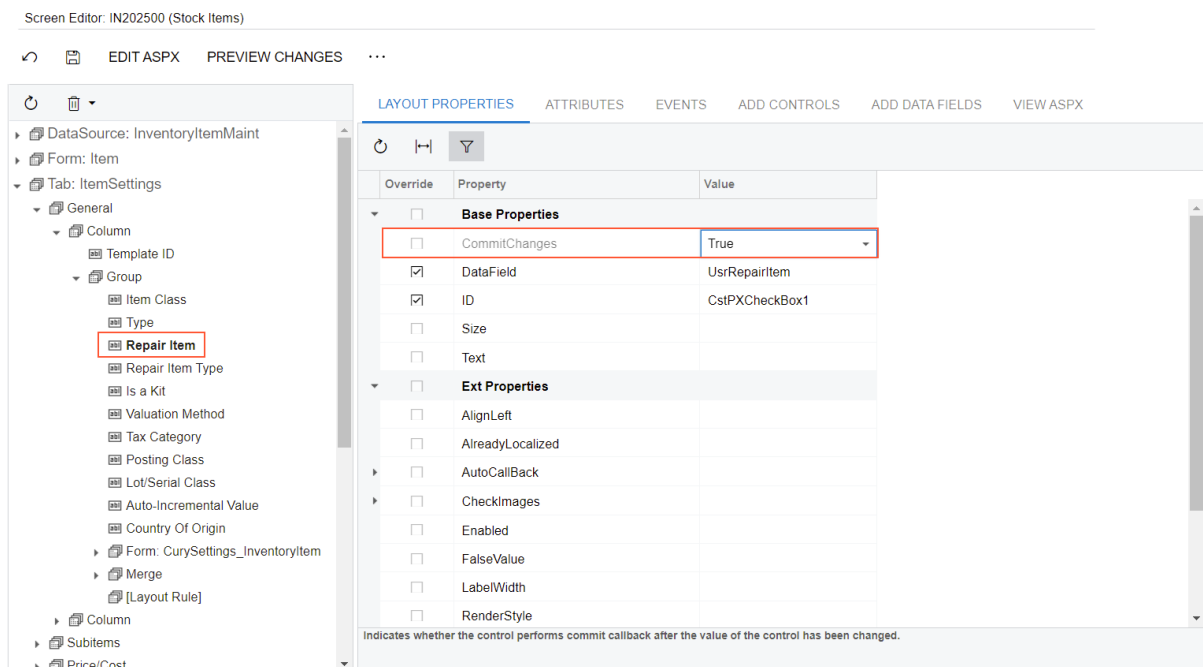 Screen Editor: IN202500 (Stock Items)
EDIT ASPX PREVIEW CHANGES ...
DataSource: InventoryItemMaint
Form: Item
Tab: ItemSettings
General
Column
Template ID
Group
Item Class
Type
Repair Item
Repair Item Type
Is a Kit
Valuation Method
Tax Category
Posting Class
Lot/Serial Class
Auto-Incremental Value
Country Of Origin
Form: CurySettings_InventoryItem
Merge
[Layout Rule]
Column
Subitems
Price/Cost
LAYOUT PROPERTIES ATTRIBUTES EVENTS ADD CONTROLS ADD DATA FIELDS VIEW ASPX
Override Property Value
Base Properties
CommitChanges True
DataField UsrRepairItem
ID CstPXCheckBox1
Size
Text
Ext Properties
AlignLeft
AlreadyLocalized
AutoCallBack
CheckImages
Enabled
FalseValue
LabelWidth
RenderStyle
Indicates whether the control performs commit callback after the value of the control has been changed.